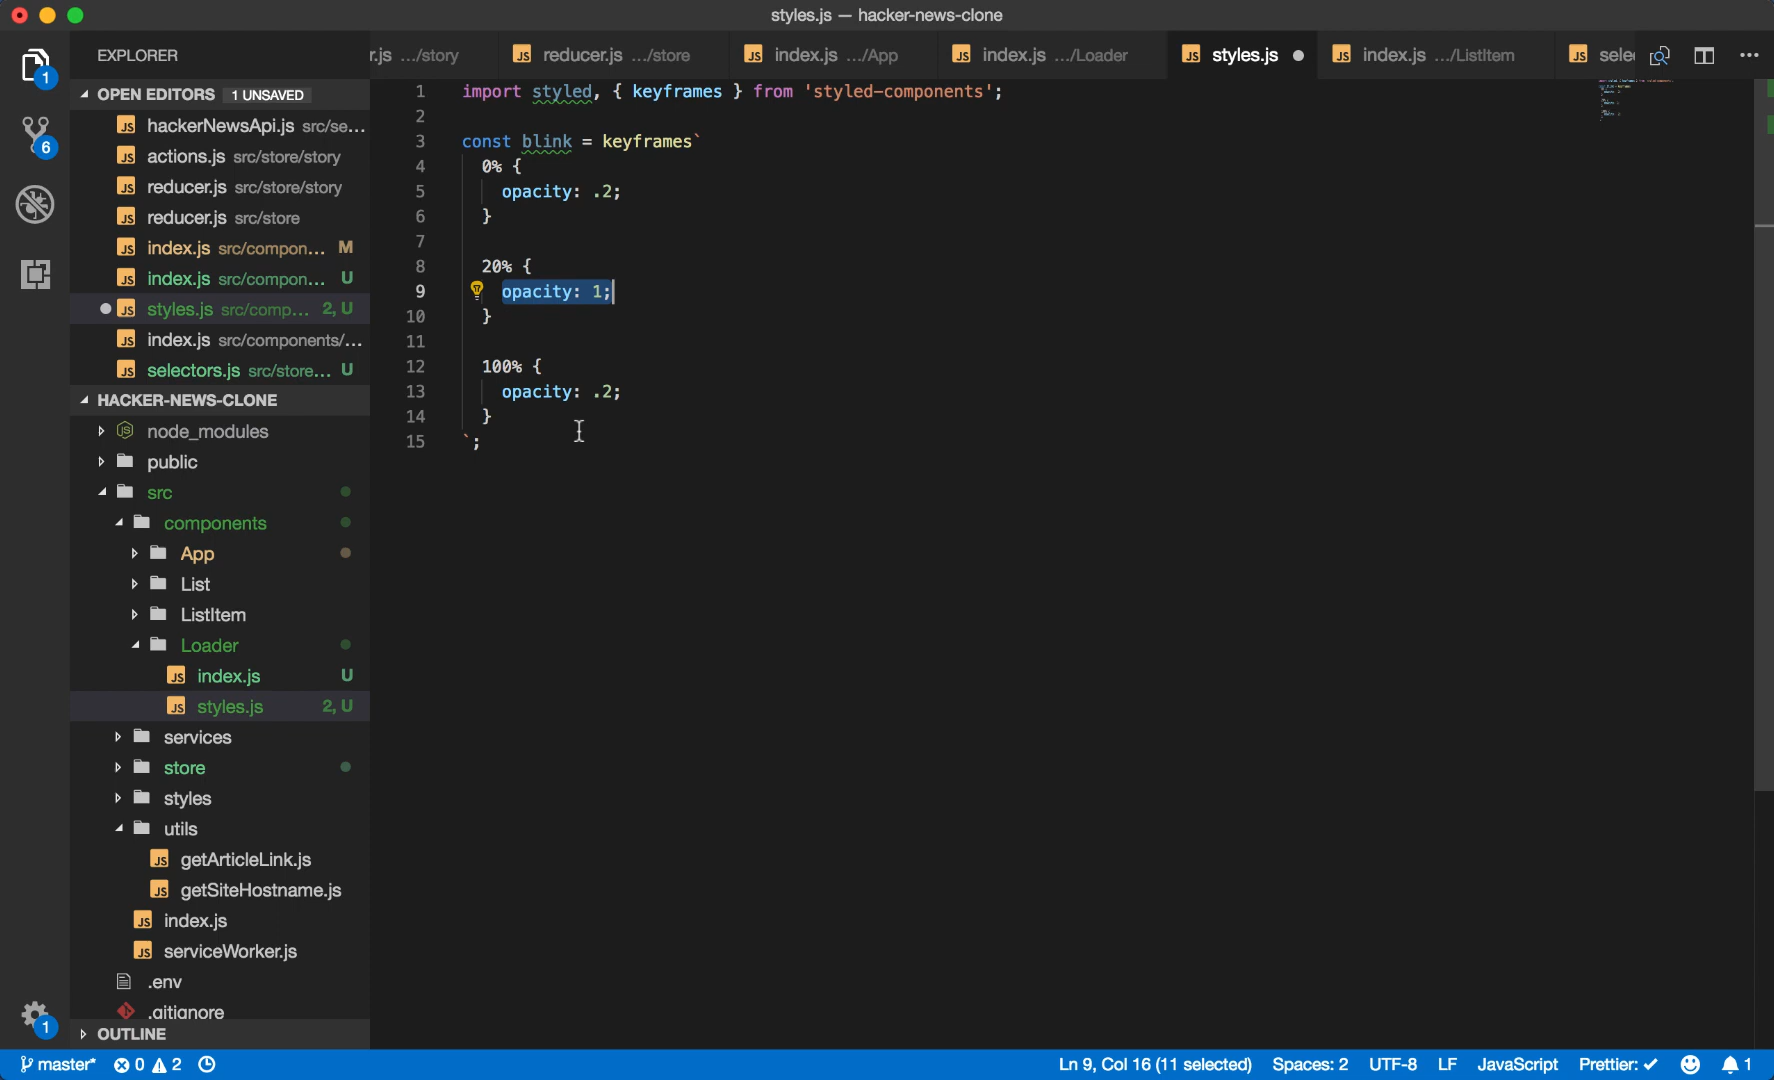 styles.js — hacker-news-clone
EXPLORER
r.js .../story
reducer.js .../store
index.js .../App
index.js .../Loader
styles.js
index.js .../ListItem
sele
OPEN EDITORS 1 UNSAVED
hackerNewsApi.js src/se...
actions.js src/store/story
reducer.js src/store/story
reducer.js src/store
index.js src/compon... M
index.js src/compon... U
styles.js src/comp... 2, U
index.js src/components/...
selectors.js src/store... U
HACKER-NEWS-CLONE
node_modules
public
src
components
App
List
ListItem
Loader
index.js U
styles.js 2, U
services
store
styles
utils
getArticleLink.js
getSiteHostname.js
index.js
serviceWorker.js
.env
.gitignore
OUTLINE
1
6
1
1 import styled, { keyframes } from 'styled-components';
2
3 const blink = keyframes`
4 0% {
5 opacity: .2;
6 }
7
8 20% {
9 opacity: 1;
10 }
11
12 100% {
13 opacity: .2;
14 }
15 `;
master* 0 2
Ln 9, Col 16 (11 selected) Spaces: 2 UTF-8 LF JavaScript Prettier: ✓ 1